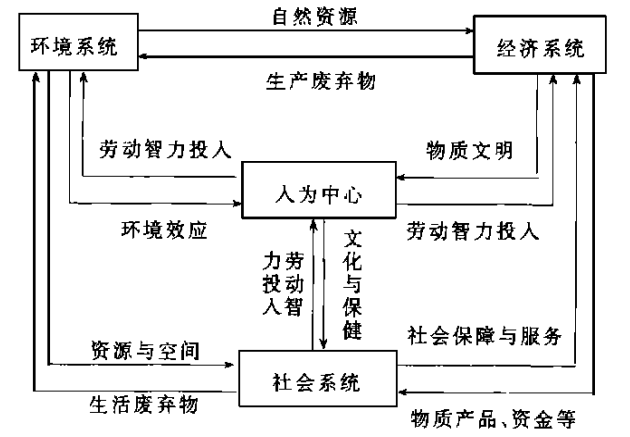 自然资源
环境系统
经济系统
生产废弃物
劳动智力投入
物质文明
人为中心
环境效应
劳动智力投入
劳动智
力投入
文化与保健
资源与空间
社会保障与服务
社会系统
生活废弃物
物质产品、资金等